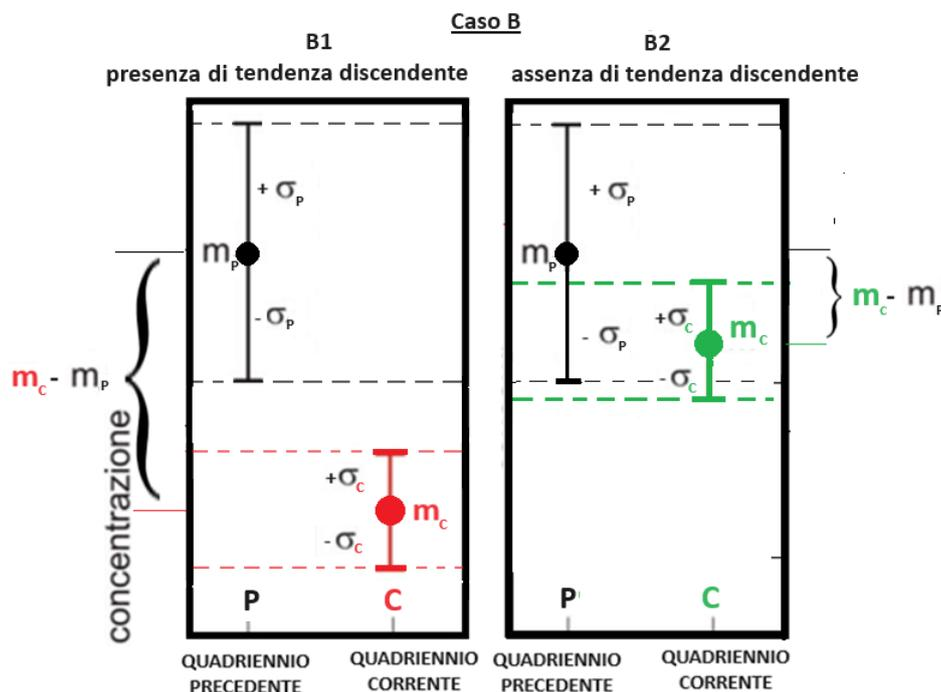 Caso B
B1
presenza di tendenza discendente
B2
assenza di tendenza discendente
+ σP
mP
- σP
mC - mP
concentrazione
+σC
mC
- σC
P
C
QUADRIENNIO
PRECEDENTE
QUADRIENNIO
CORRENTE
+ σP
mP
- σP
+σC
mC
- σC
mC - mP
P
C
QUADRIENNIO
PRECEDENTE
QUADRIENNIO
CORRENTE